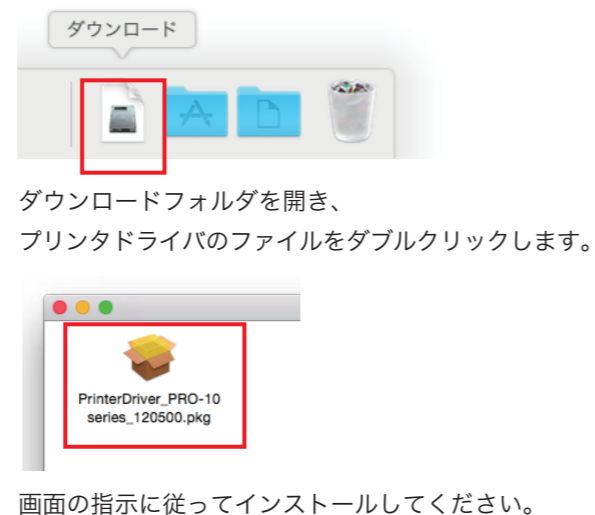 ダウンロード
ダウンロードフォルダを開き、
プリンタドライバのファイルをダブルクリックします。
PrinterDriver_PRO-10
series_120500.pkg
画面の指示に従ってインストールしてください。